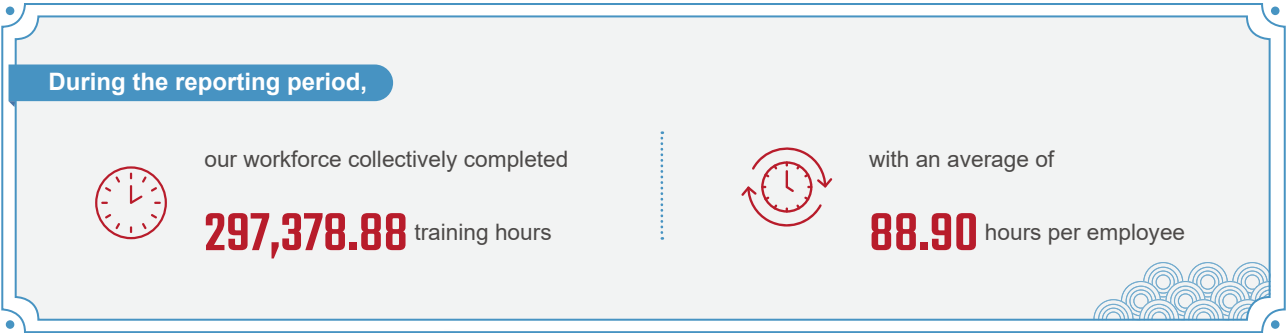 During the reporting period,
our workforce collectively completed
297,378.88 training hours
with an average of
88.90 hours per employee